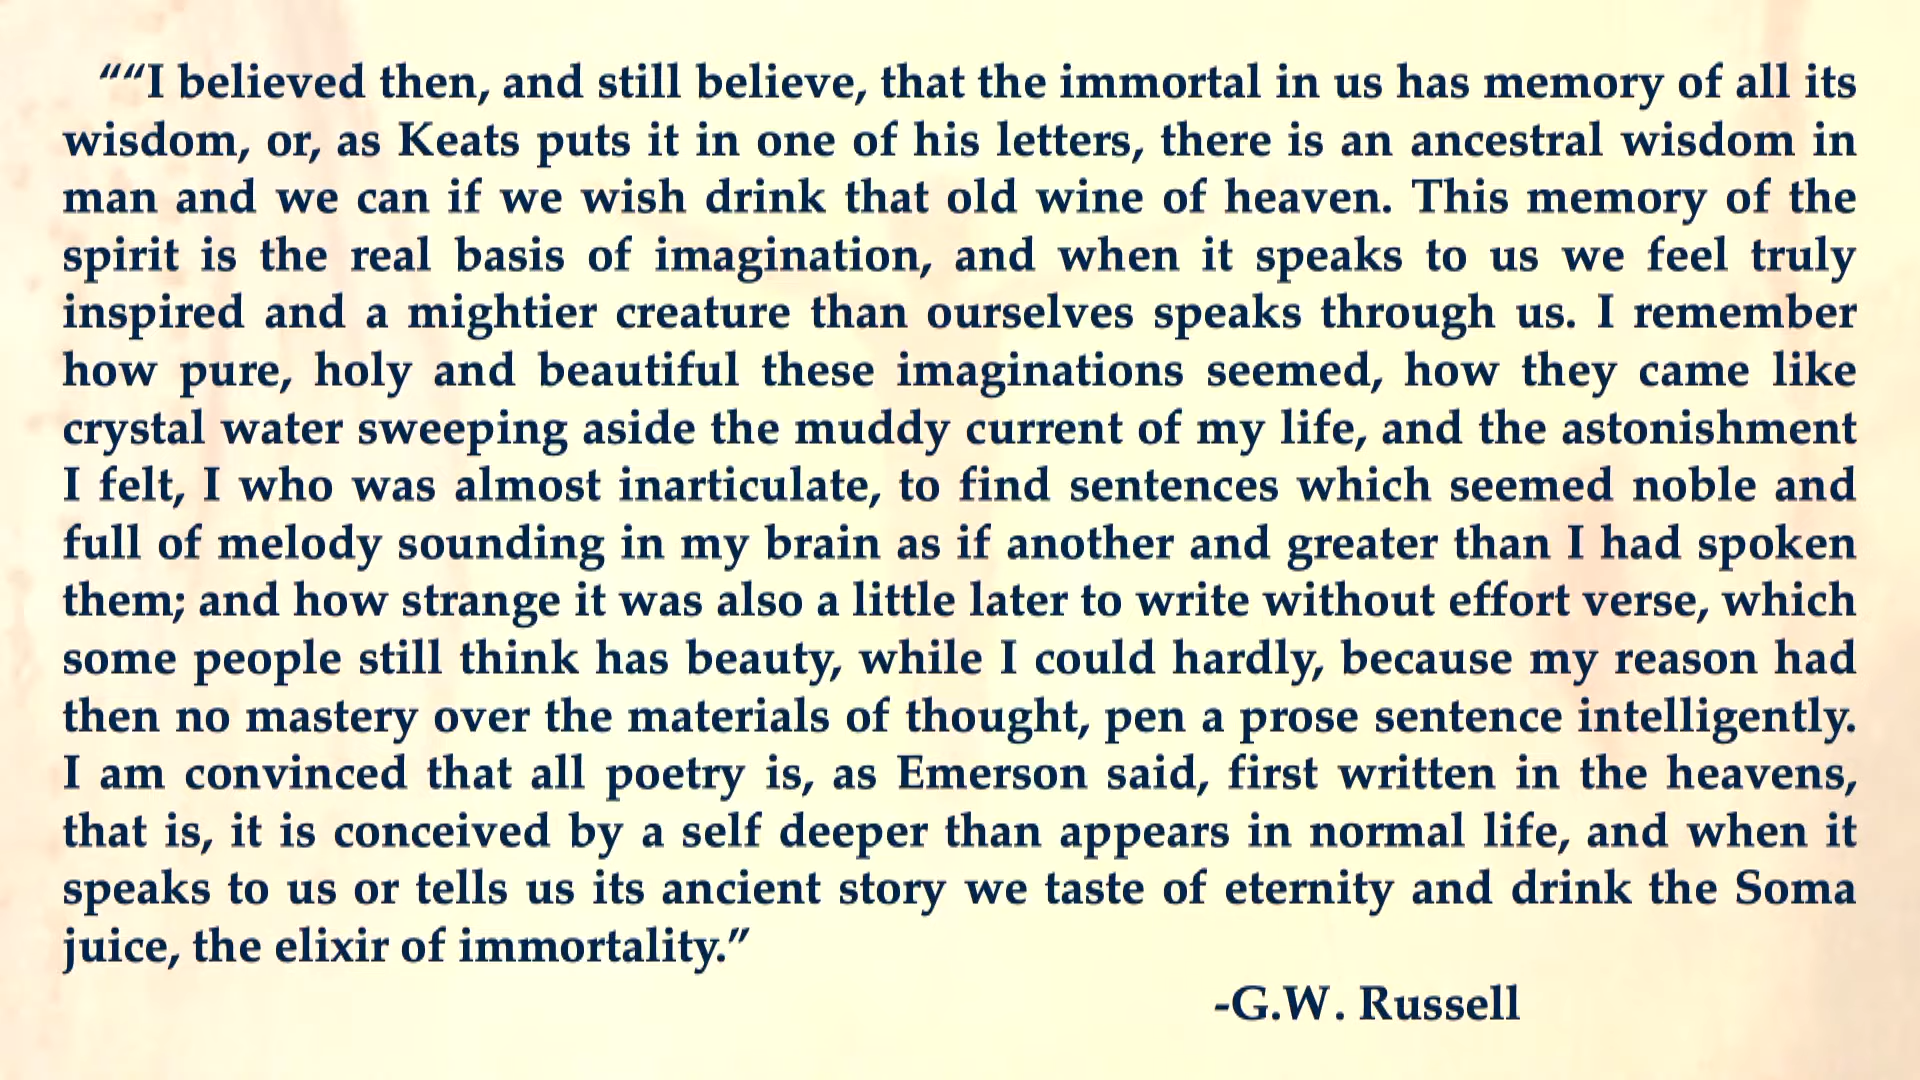 ““I believed then, and still believe, that the immortal in us has memory of all its
wisdom, or, as Keats puts it in one of his letters, there is an ancestral wisdom in
man and we can if we wish drink that old wine of heaven. This memory of the
spirit is the real basis of imagination, and when it speaks to us we feel truly
inspired and a mightier creature than ourselves speaks through us. I remember
how pure, holy and beautiful these imaginations seemed, how they came like
crystal water sweeping aside the muddy current of my life, and the astonishment
I felt, I who was almost inarticulate, to find sentences which seemed noble and
full of melody sounding in my brain as if another and greater than I had spoken
them; and how strange it was also a little later to write without effort verse, which
some people still think has beauty, while I could hardly, because my reason had
then no mastery over the materials of thought, pen a prose sentence intelligently.
I am convinced that all poetry is, as Emerson said, first written in the heavens,
that is, it is conceived by a self deeper than appears in normal life, and when it
speaks to us or tells us its ancient story we taste of eternity and drink the Soma
juice, the elixir of immortality.”
-G.W. Russell